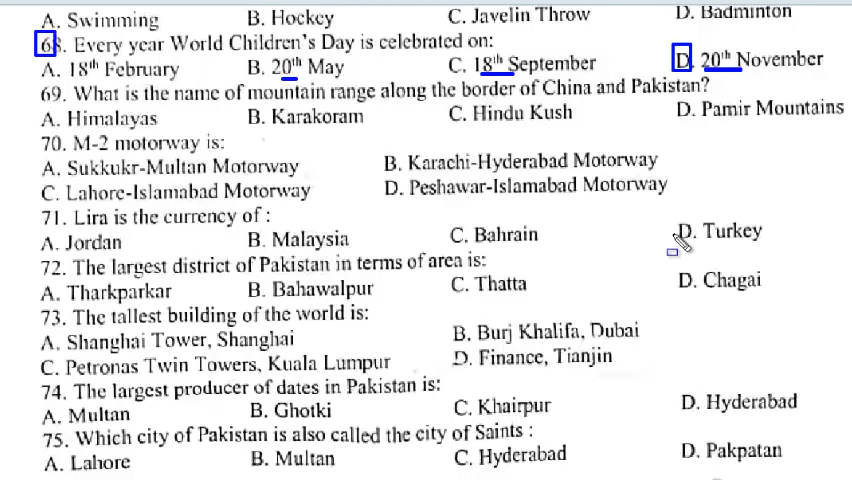 A. Swimming B. Hockey C. Javelin Throw D. Badminton
68. Every year World Children's Day is celebrated on:
A. 18th February B. 20th May C. 18th September D. 20th November
69. What is the name of mountain range along the border of China and Pakistan?
A. Himalayas B. Karakoram C. Hindu Kush D. Pamir Mountains
70. M-2 motorway is:
A. Sukkukr-Multan Motorway B. Karachi-Hyderabad Motorway
C. Lahore-Islamabad Motorway D. Peshawar-Islamabad Motorway
71. Lira is the currency of :
A. Jordan B. Malaysia C. Bahrain D. Turkey
72. The largest district of Pakistan in terms of area is:
A. Tharkparkar B. Bahawalpur C. Thatta D. Chagai
73. The tallest building of the world is:
A. Shanghai Tower, Shanghai B. Burj Khalifa, Dubai
C. Petronas Twin Towers, Kuala Lumpur D. Finance, Tianjin
74. The largest producer of dates in Pakistan is:
A. Multan B. Ghotki C. Khairpur D. Hyderabad
75. Which city of Pakistan is also called the city of Saints :
A. Lahore B. Multan C. Hyderabad D. Pakpatan